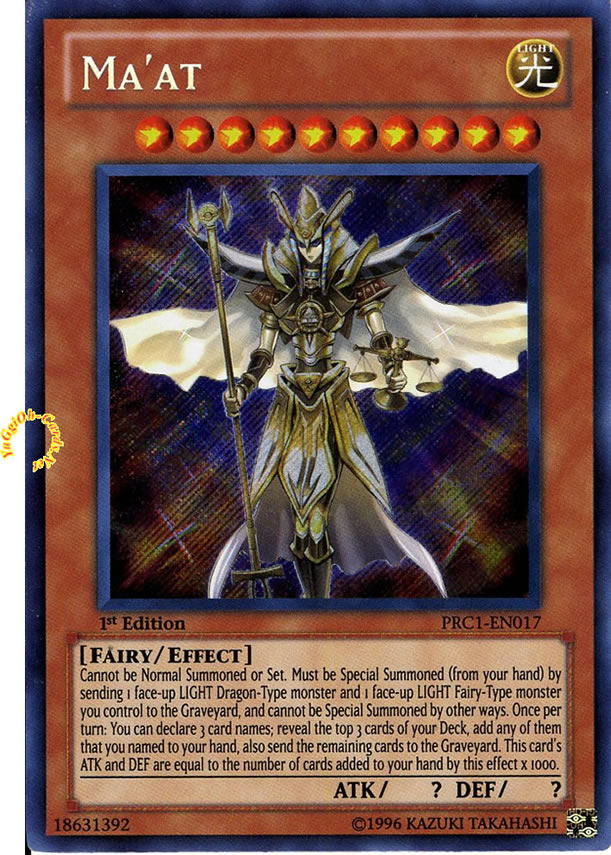 Ma'at
LIGHT
光
YuGgiOh-Cards.Net
1st Edition
PRC1-EN017
[Fairy/Effect]
Cannot be Normal Summoned or Set. Must be Special Summoned (from your hand) by
sending 1 face-up LIGHT Dragon-Type monster and 1 face-up LIGHT Fairy-Type monster
you control to the Graveyard, and cannot be Special Summoned by other ways. Once per
turn: You can declare 3 card names; reveal the top 3 cards of your Deck, add any of them
that you named to your hand, also send the remaining cards to the Graveyard. This card's
ATK and DEF are equal to the number of cards added to your hand by this effect x 1000.
ATK/ ? DEF/ ?
18631392
©1996 KAZUKI TAKAHASHI